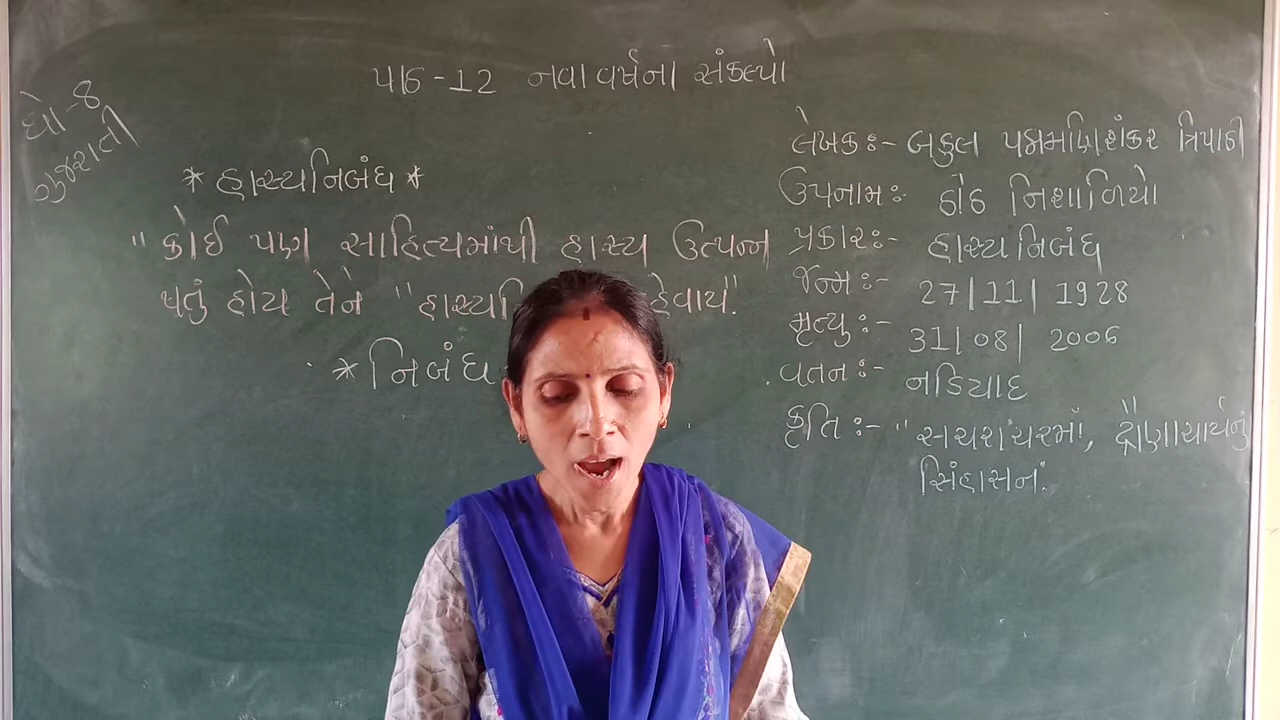 ધો-8
ગુજરાતી
પાઠ-12 નવા વર્ષના સંકલ્પો
* હાસ્યનિબંધ *
" કોઈ પણ સાહિત્યમાંથી હાસ્ય ઉત્પન્ન
થતું હોય તેને "હાસ્યનિ હેવાય".
* નિબંધ
લેખકઃ- બકુલ પદ્મમણિશંકર ત્રિપાઠી
ઉપનામઃ- ઠોઠ નિશાળિયો
પ્રકારઃ- હાસ્યનિબંધ
જન્મઃ- 27/11/1928
મૃત્યુઃ- 31/08/2006
વતનઃ- નડિયાદ
કૃતિઃ- "સચરાચરમાં, "દ્રોણાચાર્યનું
સિંહાસન".